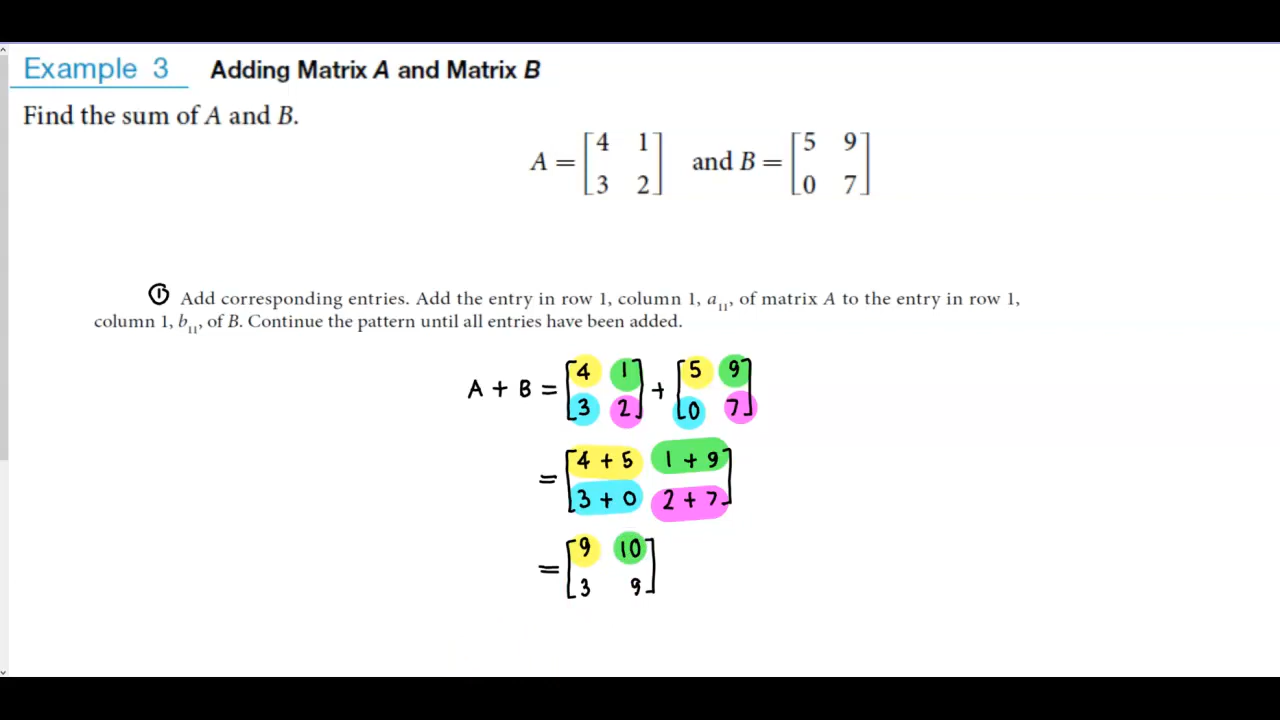 Example 3 Adding Matrix A and Matrix B
Find the sum of A and B.
A = [4 1
3 2] and B = [5 9
0 7]
① Add corresponding entries. Add the entry in row 1, column 1, a₁₁, of matrix A to the entry in row 1,
column 1, b₁₁, of B. Continue the pattern until all entries have been added.
A + B = [4 1
3 2] + [5 9
0 7]
= [4 + 5 1 + 9
3 + 0 2 + 7]
= [9 10
3 9]